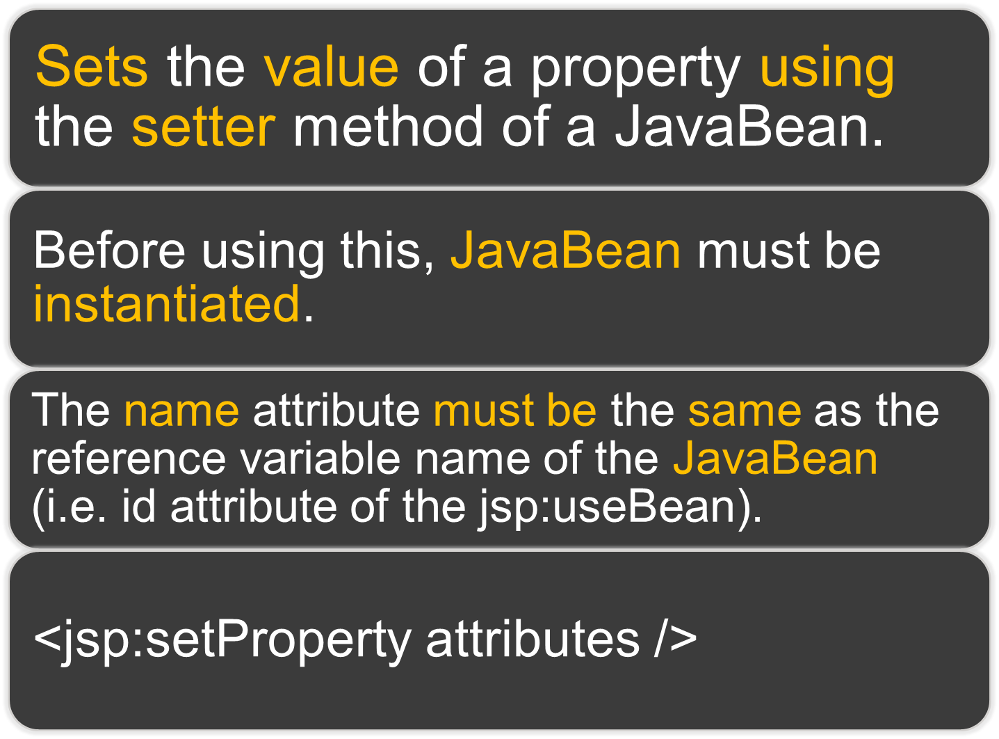 Sets the value of a property using
the setter method of a JavaBean.
Before using this, JavaBean must be
instantiated.
The name attribute must be the same as the
reference variable name of the JavaBean
(i.e. id attribute of the jsp:useBean).
<jsp:setProperty attributes />